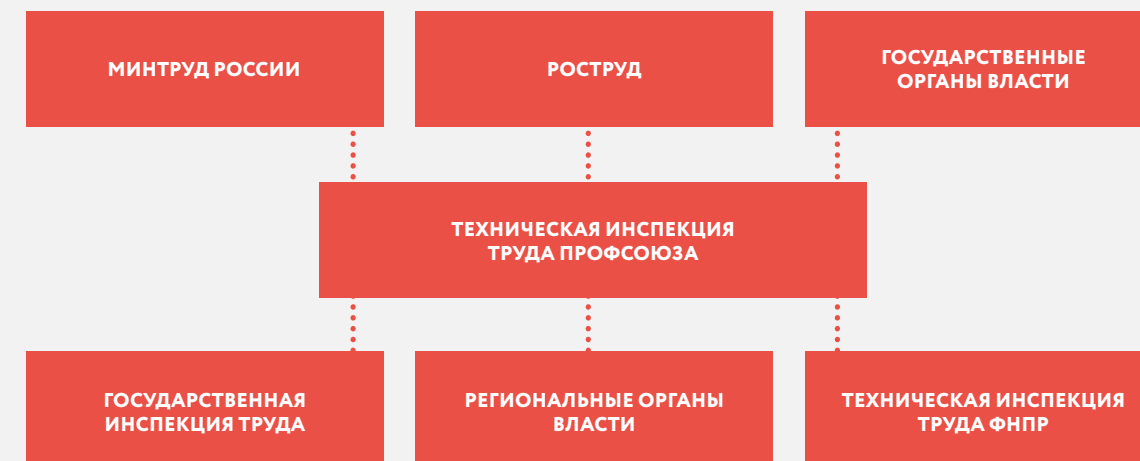 МИНТРУД РОССИИ
РОСТРУД
ГОСУДАРСТВЕННЫЕ
ОРГАНЫ ВЛАСТИ
ТЕХНИЧЕСКАЯ ИНСПЕКЦИЯ
ТРУДА ПРОФСОЮЗА
ГОСУДАРСТВЕННАЯ
ИНСПЕКЦИЯ ТРУДА
РЕГИОНАЛЬНЫЕ ОРГАНЫ
ВЛАСТИ
ТЕХНИЧЕСКАЯ ИНСПЕКЦИЯ
ТРУДА ФНПР